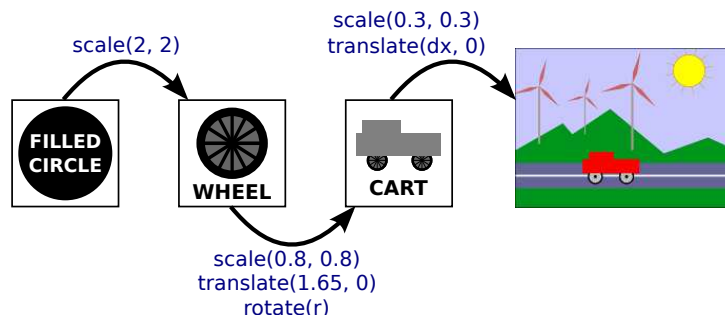 scale(2, 2)
scale(0.3, 0.3)
translate(dx, 0)
FILLED
CIRCLE
WHEEL
CART
scale(0.8, 0.8)
translate(1.65, 0)
rotate(r)